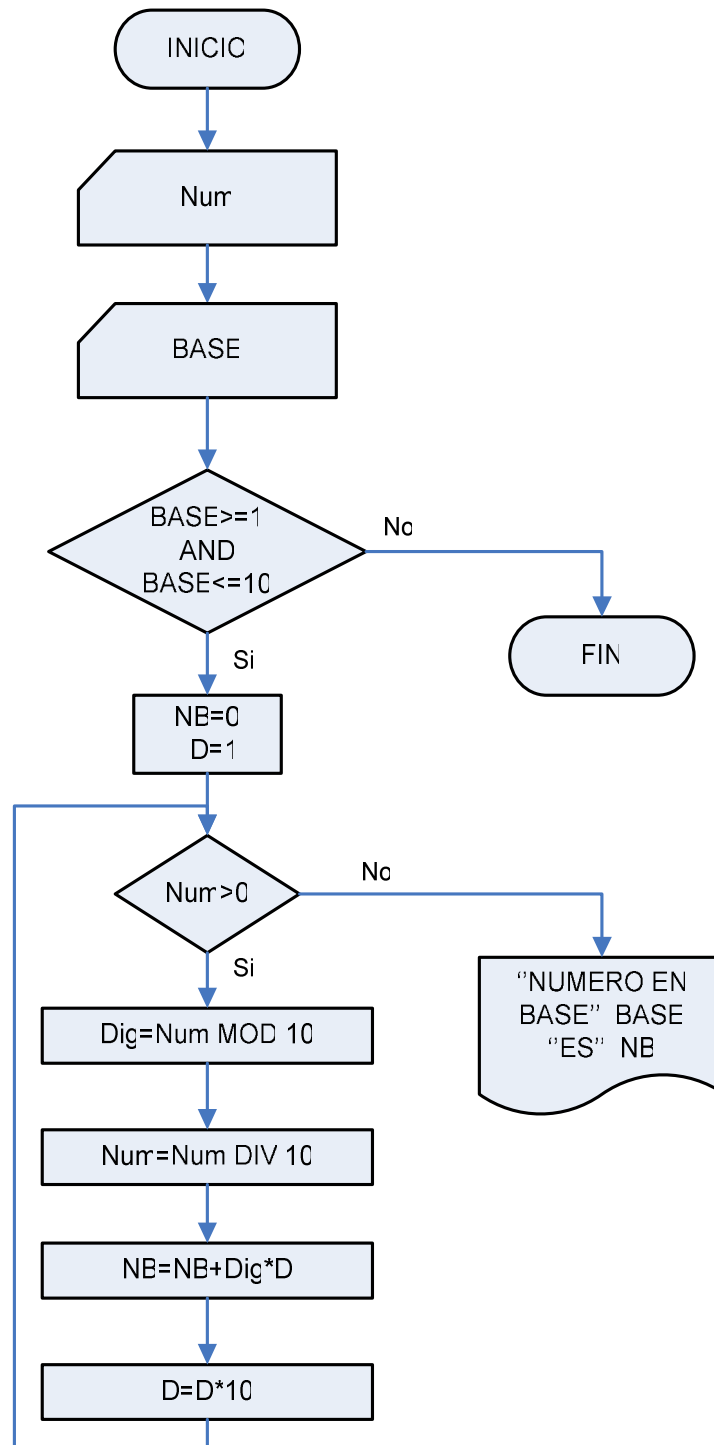 INICIO
Num
BASE
BASE>=1
AND
BASE<=10
No
FIN
Si
NB=0
D=1
Num>0
No
Si
"NUMERO EN
BASE" BASE
"ES" NB
Dig=Num MOD 10
Num=Num DIV 10
NB=NB+Dig*D
D=D*10